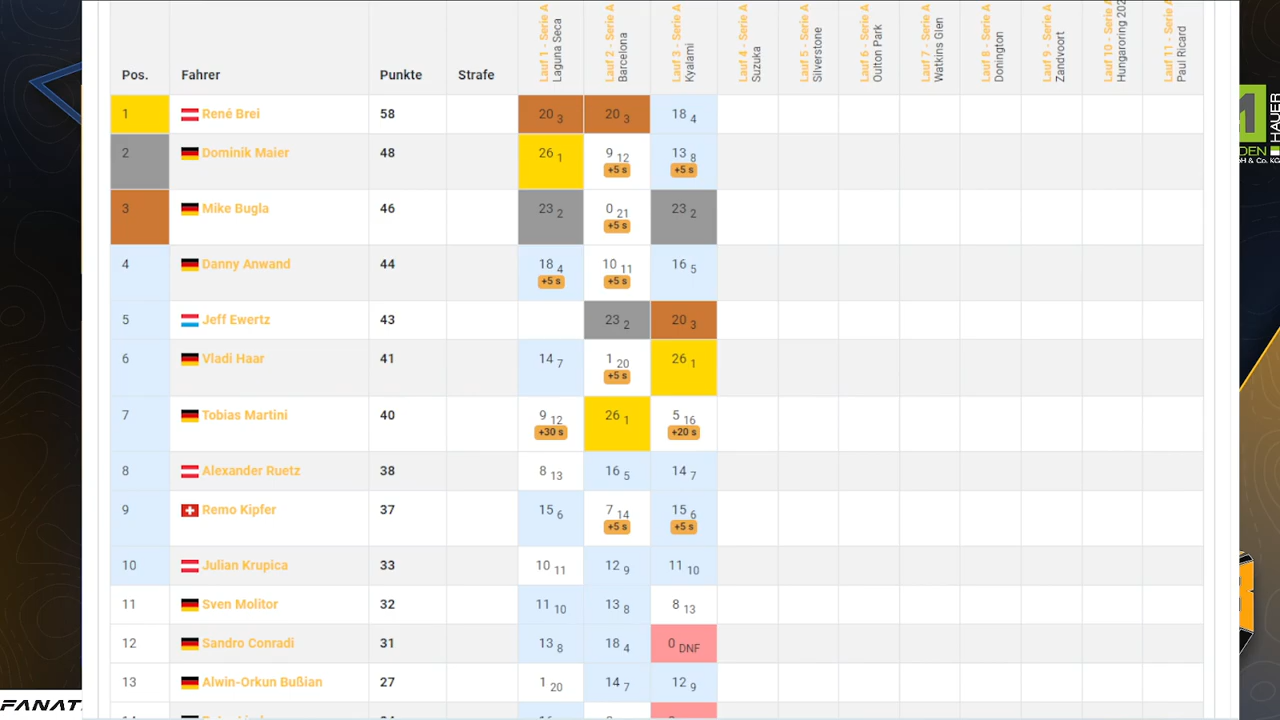 Pos. Fahrer Punkte Strafe Lauf 1 - Serie A Laguna Seca Lauf 2 - Serie A Barcelona Lauf 3 - Serie A Kyalami Lauf 4 - Serie A Suzuka Lauf 5 - Serie A Silverstone Lauf 6 - Serie A Oulton Park Lauf 7 - Serie A Watkins Glen Lauf 8 - Serie A Donington Lauf 9 - Serie A Zandvoort Lauf 10 - Serie A Hungaroring Lauf 11 - Serie A Paul Ricard
1 René Brei 58 20 3 20 3 18 4
2 Dominik Maier 48 26 1 9 12 +5 s 13 8 +5 s
3 Mike Bugla 46 23 2 0 21 +5 s 23 2
4 Danny Anwand 44 18 4 +5 s 10 11 +5 s 16 5
5 Jeff Ewertz 43 23 2 20 3
6 Vladi Haar 41 14 7 1 20 +5 s 26 1
7 Tobias Martini 40 9 12 +30 s 26 1 5 16 +20 s
8 Alexander Ruetz 38 8 13 16 5 14 7
9 Remo Kipfer 37 15 6 7 14 +5 s 15 6 +5 s
10 Julian Krupica 33 10 11 12 9 11 10
11 Sven Molitor 32 11 10 13 8 8 13
12 Sandro Conradi 31 13 8 18 4 0 DNF
13 Alwin-Orkun Bußian 27 1 20 14 7 12 9
HAUER
DEN
H & Co. KG
FANAT